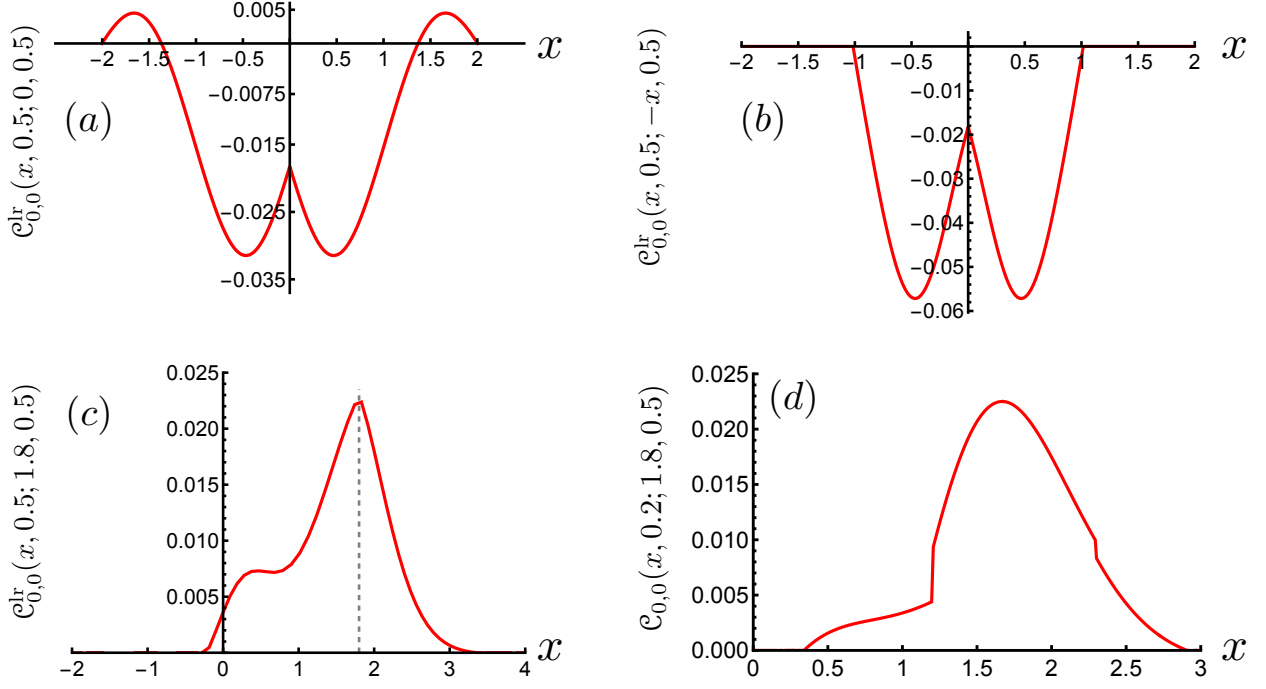 𝒞^lr_{0,0}(x, 0.5; 0, 0.5)
(a)
0.005
−0.0075
−0.015
−0.025
−0.035
−2 −1.5 −1 −0.5 0.5 1 1.5 2
x
𝒞^lr_{0,0}(x, 0.5; −x, 0.5)
(b)
−2 −1.5 −1 −0.5 0.5 1 1.5 2
x
−0.01
−0.02
−0.03
−0.04
−0.05
−0.06
𝒞^lr_{0,0}(x, 0.5; 1.8, 0.5)
(c)
0.025
0.020
0.015
0.010
0.005
−2 −1 0 1 2 3 4
x
𝒞_{0,0}(x, 0.2; 1.8, 0.5)
(d)
0.025
0.020
0.015
0.010
0.005
0.000
0 0.5 1 1.5 2 2.5 3
x